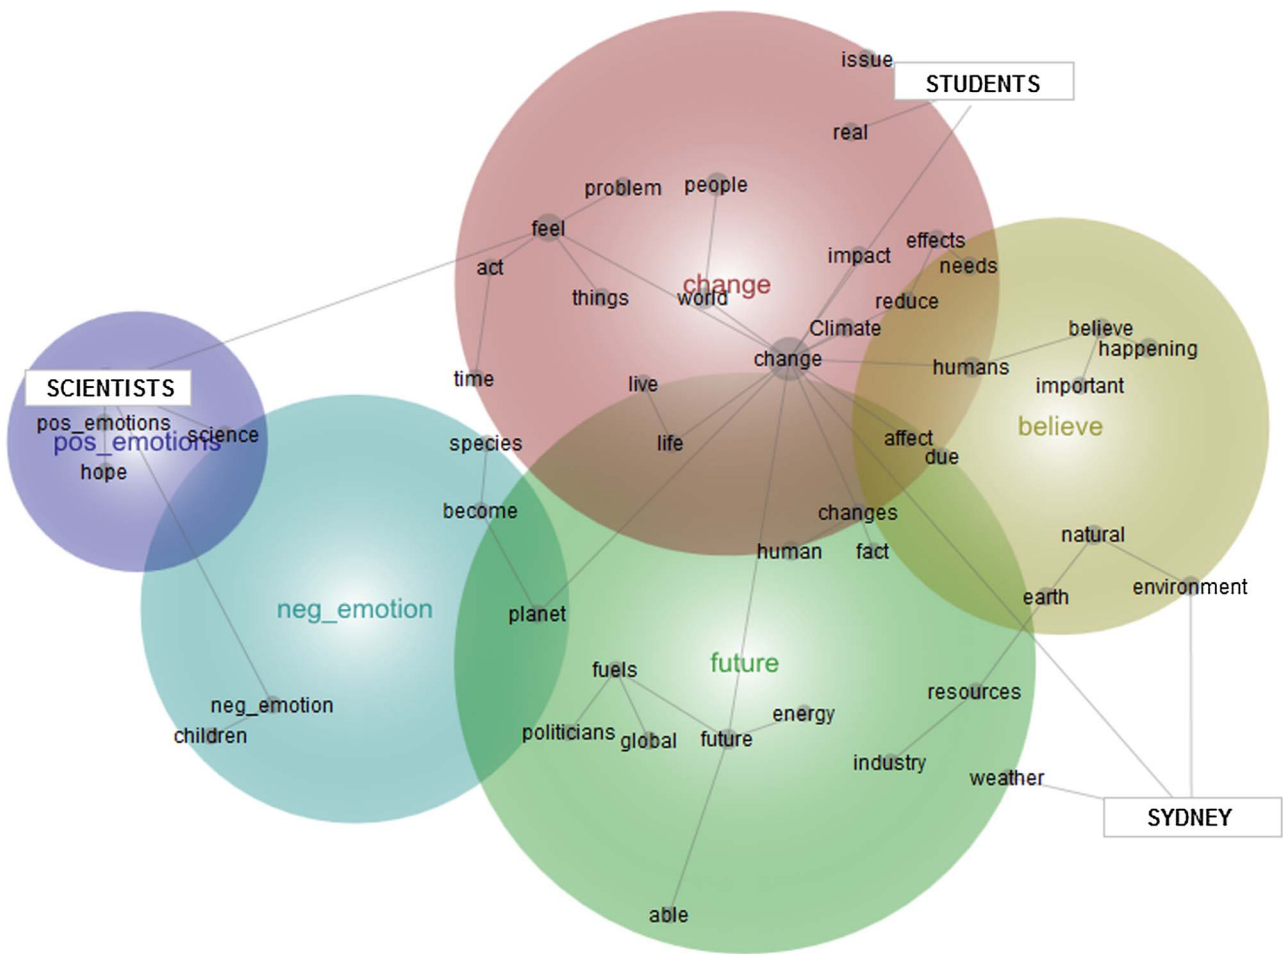 issue
STUDENTS
real
problem
people
feel
effects
impact
needs
act
change
things
world
reduce
Climate
believe
happening
change
humans
time
live
important
SCIENTISTS
pos_emotions
science
pos_emotions
hope
species
life
affect
due
believe
become
changes
human
fact
natural
environment
earth
neg_emotion
planet
fuels
future
resources
neg_emotion
children
politicians
global
future
energy
industry
weather
SYDNEY
able